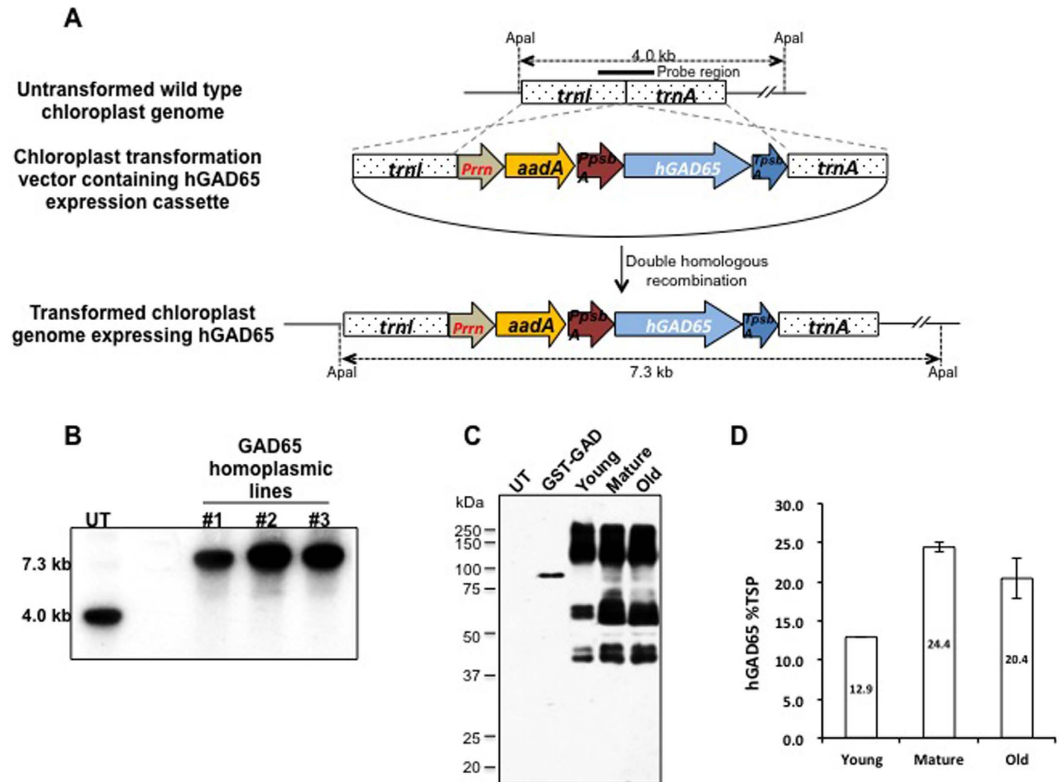 A
ApaI
ApaI
4.0 kb
Probe region
Untransformed wild type
chloroplast genome
trnI
trnA
Chloroplast transformation
vector containing hGAD65
expression cassette
trnI
Prrn
aadA
Ppsb
A
hGAD65
Tpsb
A
trnA
Double homologous
recombination
Transformed chloroplast
genome expressing hGAD65
trnI
Prrn
aadA
Ppsb
A
hGAD65
Tpsb
A
trnA
ApaI
7.3 kb
ApaI
B
GAD65
homoplasmic
lines
UT
#1
#2
#3
7.3 kb
4.0 kb
C
UT
GST-GAD
Young
Mature
Old
kDa
250
150
100
75
50
37
25
20
D
hGAD65 %TSP
30.0
25.0
20.0
15.0
10.0
5.0
0.0
12.9
24.4
20.4
Young
Mature
Old